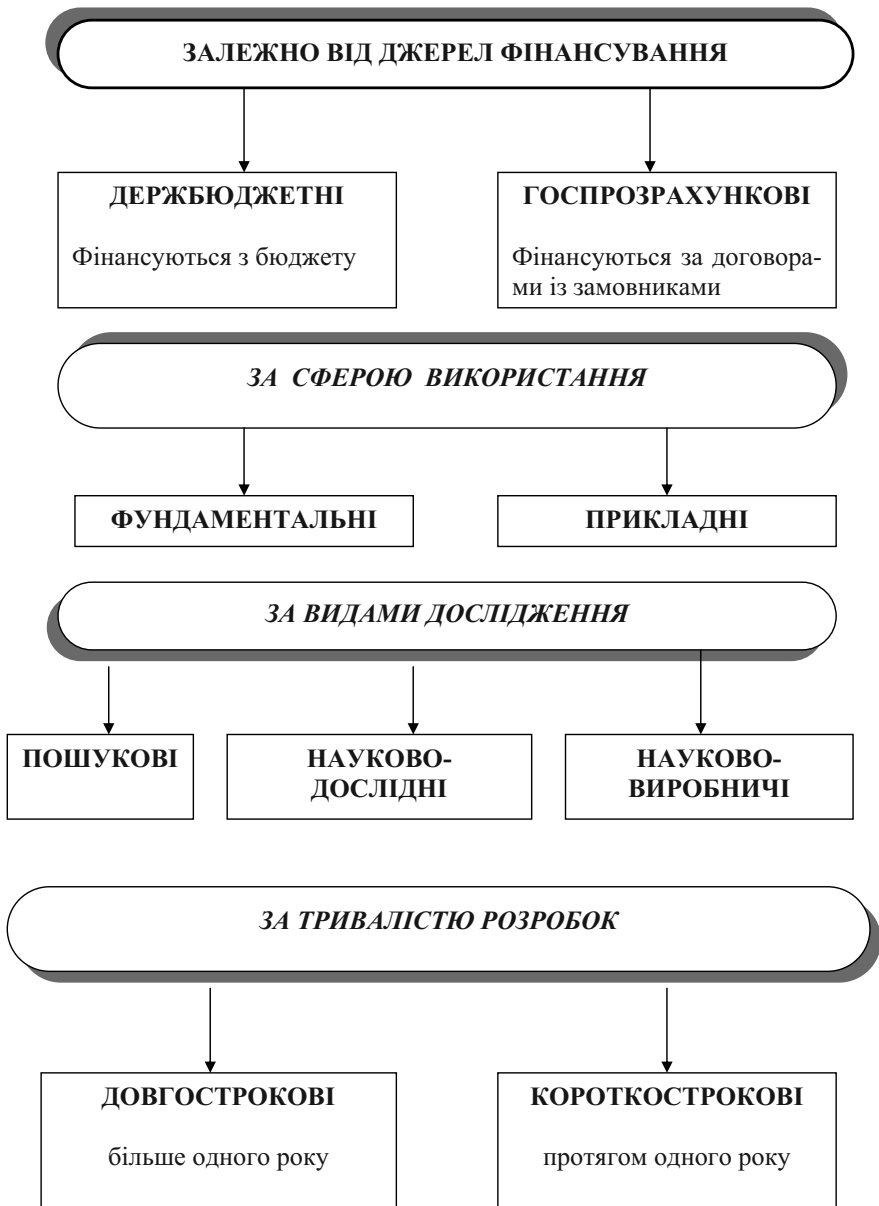 ЗАЛЕЖНО ВІД ДЖЕРЕЛ ФІНАНСУВАННЯ
ДЕРЖБЮДЖЕТНІ
Фінансуються з бюджету
ГОСПРОЗРАХУНКОВІ
Фінансуються за договора-
ми із замовниками
ЗА СФЕРОЮ ВИКОРИСТАННЯ
ФУНДАМЕНТАЛЬНІ
ПРИКЛАДНІ
ЗА ВИДАМИ ДОСЛІДЖЕННЯ
ПОШУКОВІ
НАУКОВО-
ДОСЛІДНІ
НАУКОВО-
ВИРОБНИЧІ
ЗА ТРИВАЛІСТЮ РОЗРОБОК
ДОВГОСТРОКОВІ
більше одного року
КОРОТКОСТРОКОВІ
протягом одного року